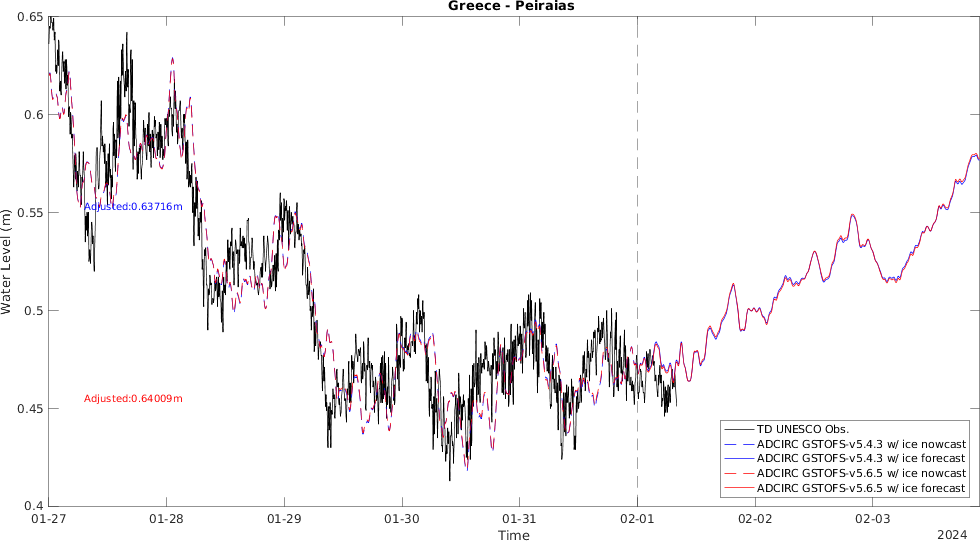 Greece - Peiraias
0.65
0.6
0.55
0.5
0.45
0.4
Water Level (m)
Adjusted:0.63716m
Adjusted:0.64009m
TD UNESCO Obs.
ADCIRC GSTOFS-v5.4.3 w/ ice nowcast
ADCIRC GSTOFS-v5.4.3 w/ ice forecast
ADCIRC GSTOFS-v5.6.5 w/ ice nowcast
ADCIRC GSTOFS-v5.6.5 w/ ice forecast
01-27 01-28 01-29 01-30 01-31 02-01 02-02 02-03
Time
2024